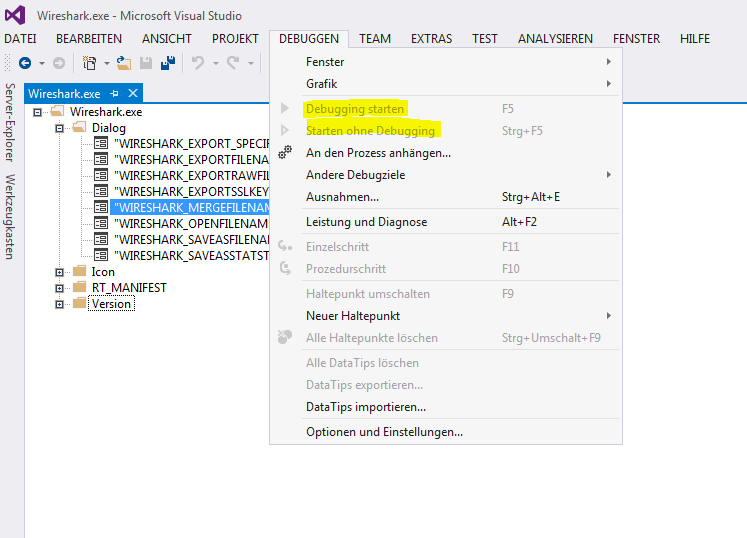 Wireshark.exe - Microsoft Visual Studio
DATEI BEARBEITEN ANSICHT PROJEKT DEBUGGEN TEAM EXTRAS TEST ANALYSIEREN FENSTER HILFE
Server-Explorer
Werkzeugkasten
Wireshark.exe
Wireshark.exe
Dialog
"WIRESHARK_EXPORT_SPECIF
"WIRESHARK_EXPORTFILENA
"WIRESHARK_EXPORTRAWFIL
"WIRESHARK_EXPORTSSLKEY
"WIRESHARK_MERGEFILENAM
"WIRESHARK_OPENFILENAM
"WIRESHARK_SAVEASFILENA
"WIRESHARK_SAVEASSTATST
Icon
RT_MANIFEST
Version
Fenster
Grafik
Debugging starten F5
Starten ohne Debugging Strg+F5
An den Prozess anhängen...
Andere Debugziele
Ausnahmen... Strg+Alt+E
Leistung und Diagnose Alt+F2
Einzelschritt F11
Prozedurschritt F10
Haltepunkt umschalten F9
Neuer Haltepunkt
Alle Haltepunkte löschen Strg+Umschalt+F9
Alle DataTips löschen
DataTips exportieren...
DataTips importieren...
Optionen und Einstellungen...